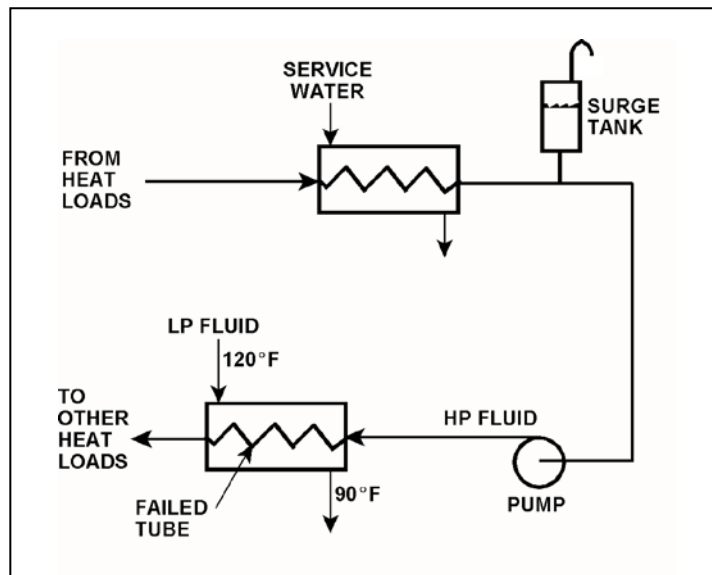 SERVICE
WATER
SURGE
TANK
FROM
HEAT
LOADS
LP FLUID
120°F
TO
OTHER
HEAT
LOADS
HP FLUID
90°F
PUMP
FAILED
TUBE